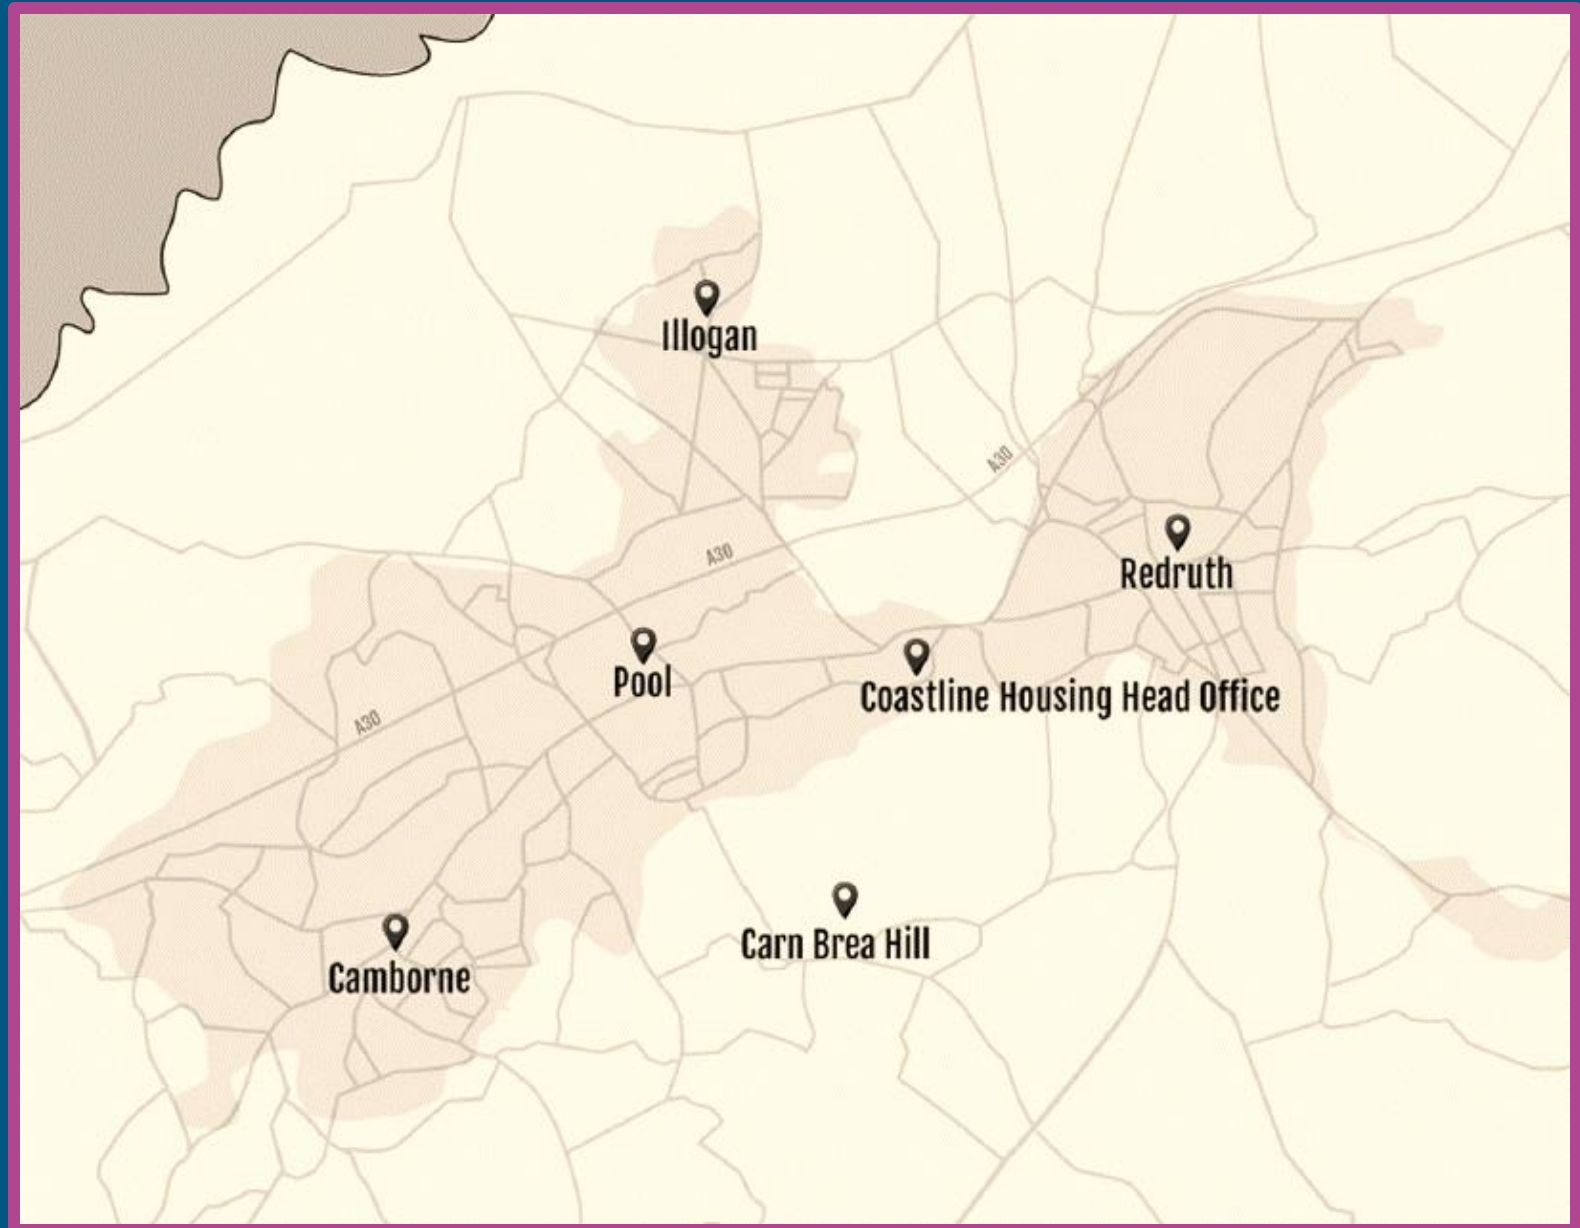 Illogan
A30
Redruth
A30
Pool
Coastline Housing Head Office
A30
Carn Brea Hill
Camborne